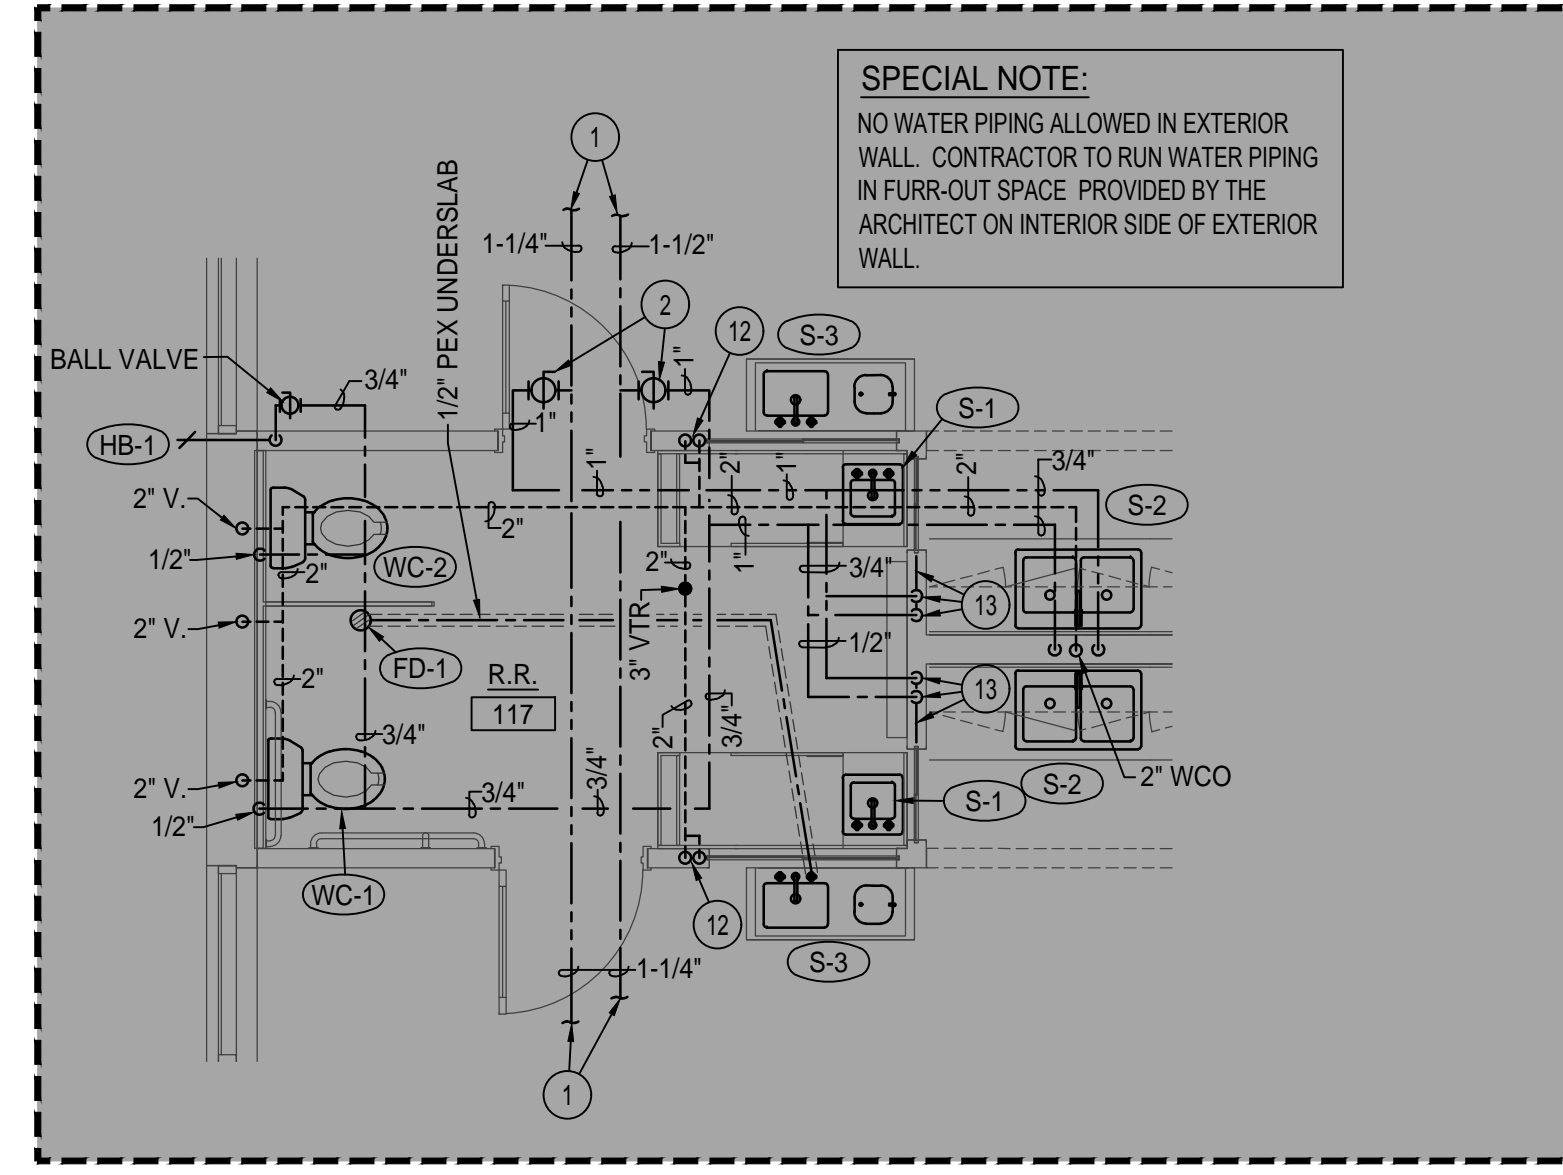 SPECIAL NOTE:
NO WATER PIPING ALLOWED IN EXTERIOR
WALL. CONTRACTOR TO RUN WATER PIPING
IN FURR-OUT SPACE PROVIDED BY THE
ARCHITECT ON INTERIOR SIDE OF EXTERIOR
WALL.
1
1/2" PEX UNDERSLAB
1-1/4"
1-1/2"
2
12
S-3
BALL VALVE
3/4"
1"
S-1
HB-1
1"
1"
2"
1"
2"
3/4"
2" V.
2"
S-2
1/2"
WC-2
2"
2"
1"
3/4"
13
2" V.
3" VTR
1/2"
FD-1
R.R.
117
2"
13
3/4"
2"
3/4"
2" V.
3/4"
3/4"
S-1
S-2
2" WCO
1/2"
WC-1
12
1-1/4"
S-3
1